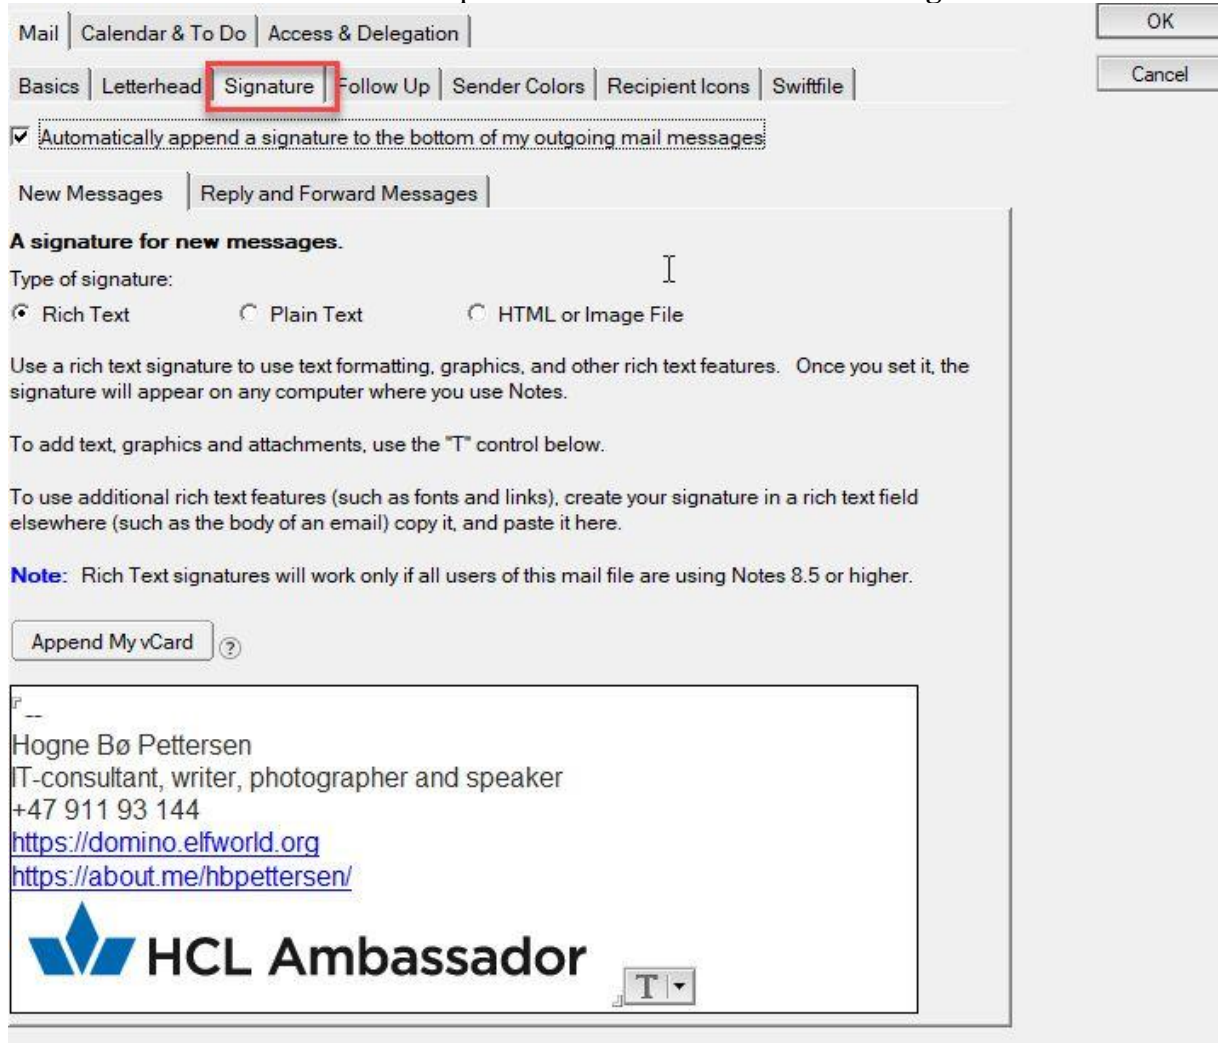 Mail Calendar & To Do Access & Delegation OK
Basics Letterhead Signature Follow Up Sender Colors Recipient Icons Swiftfile Cancel
Automatically append a signature to the bottom of my outgoing mail messages
New Messages Reply and Forward Messages
A signature for new messages.
Type of signature:
Rich Text Plain Text HTML or Image File
Use a rich text signature to use text formatting, graphics, and other rich text features. Once you set it, the
signature will appear on any computer where you use Notes.
To add text, graphics and attachments, use the "T" control below.
To use additional rich text features (such as fonts and links), create your signature in a rich text field
elsewhere (such as the body of an email) copy it, and paste it here.
Note: Rich Text signatures will work only if all users of this mail file are using Notes 8.5 or higher.
Append My vCard ?
--
Hogne Bø Pettersen
IT-consultant, writer, photographer and speaker
+47 911 93 144
https://domino.elfworld.org
https://about.me/hbpettersen/
HCL Ambassador
T